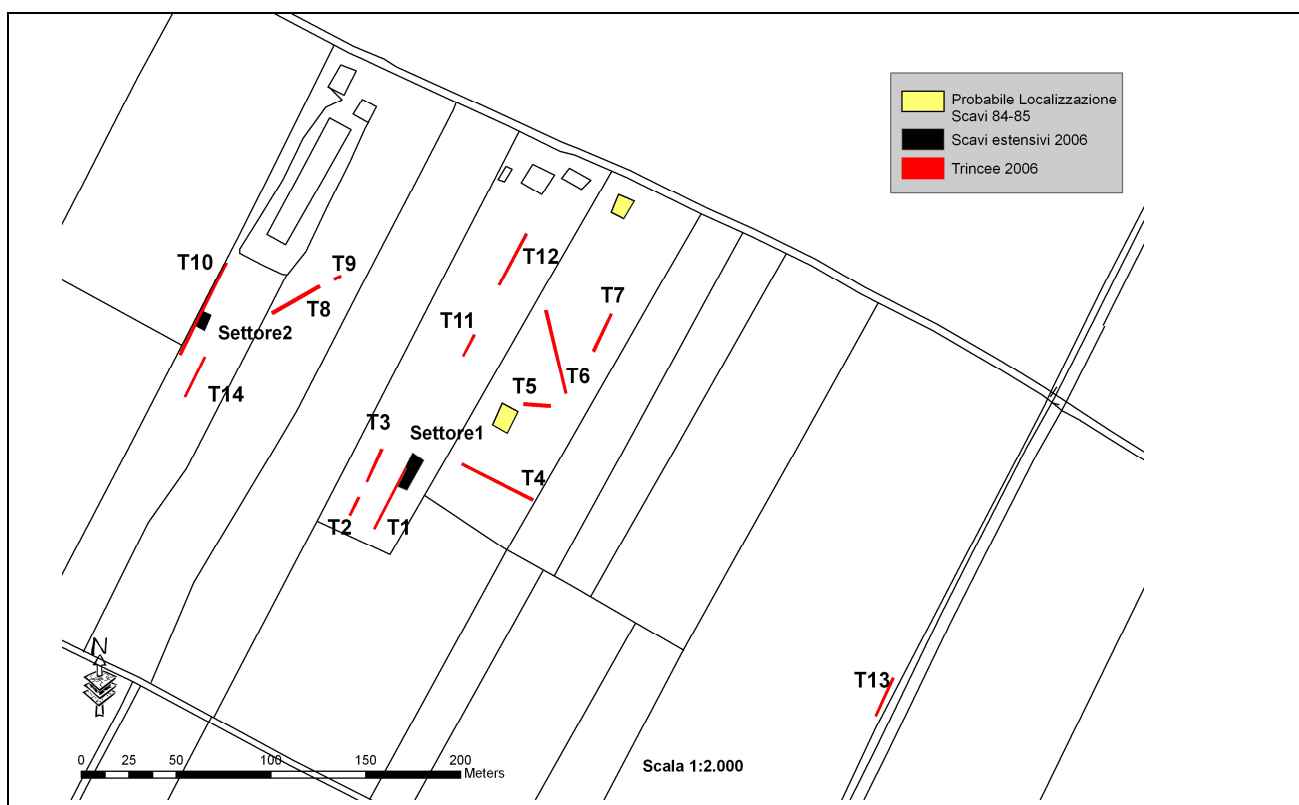 Probabile Localizzazione
Scavi 84-85
Scavi estensivi 2006
Trincee 2006
T12
T10
T9
T7
T8
T11
Settore2
T6
T5
T14
T3
Settore1
T4
T2
T1
N
T13
0 25 50 100 150 200
Meters
Scala 1:2.000